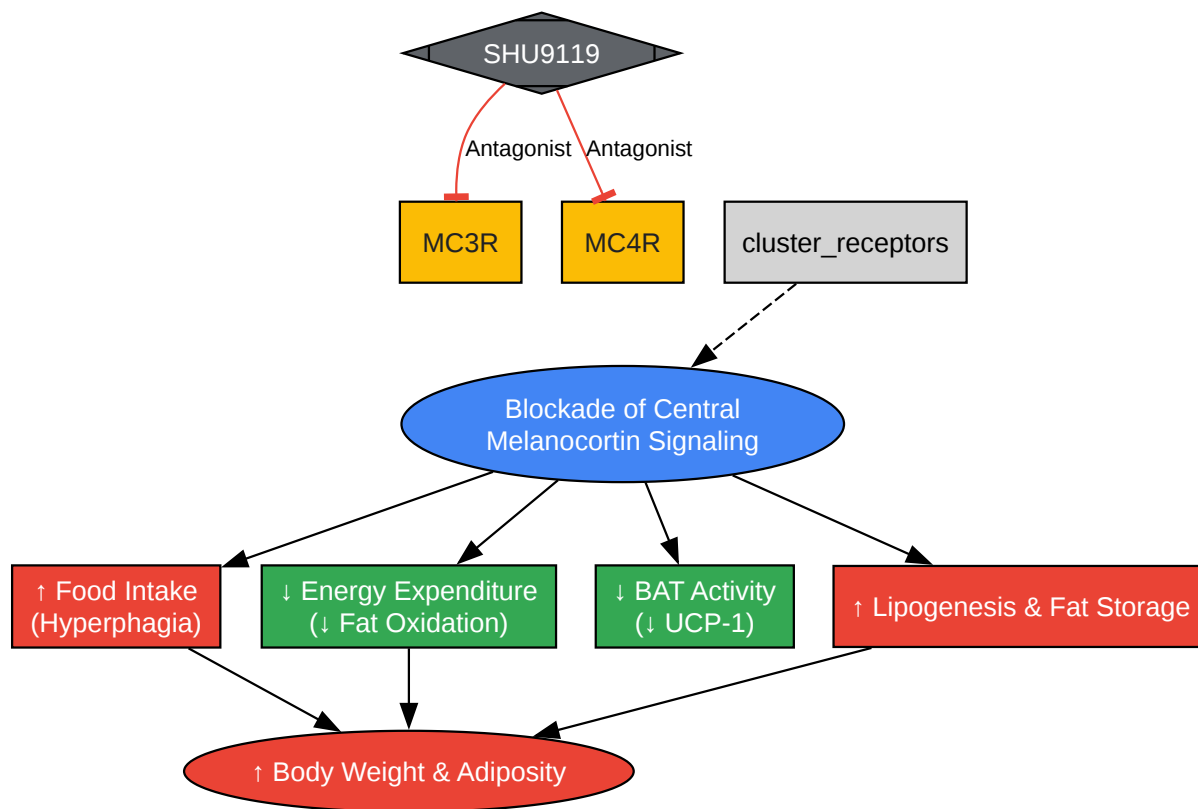 SHU9119
Antagonist
Antagonist
MC3R
MC4R
cluster_receptors
Blockade of Central
Melanocortin Signaling
↑ Food Intake
(Hyperphagia)
↓ Energy Expenditure
(↓ Fat Oxidation)
↓ BAT Activity
(↓ UCP-1)
↑ Lipogenesis & Fat Storage
↑ Body Weight & Adiposity